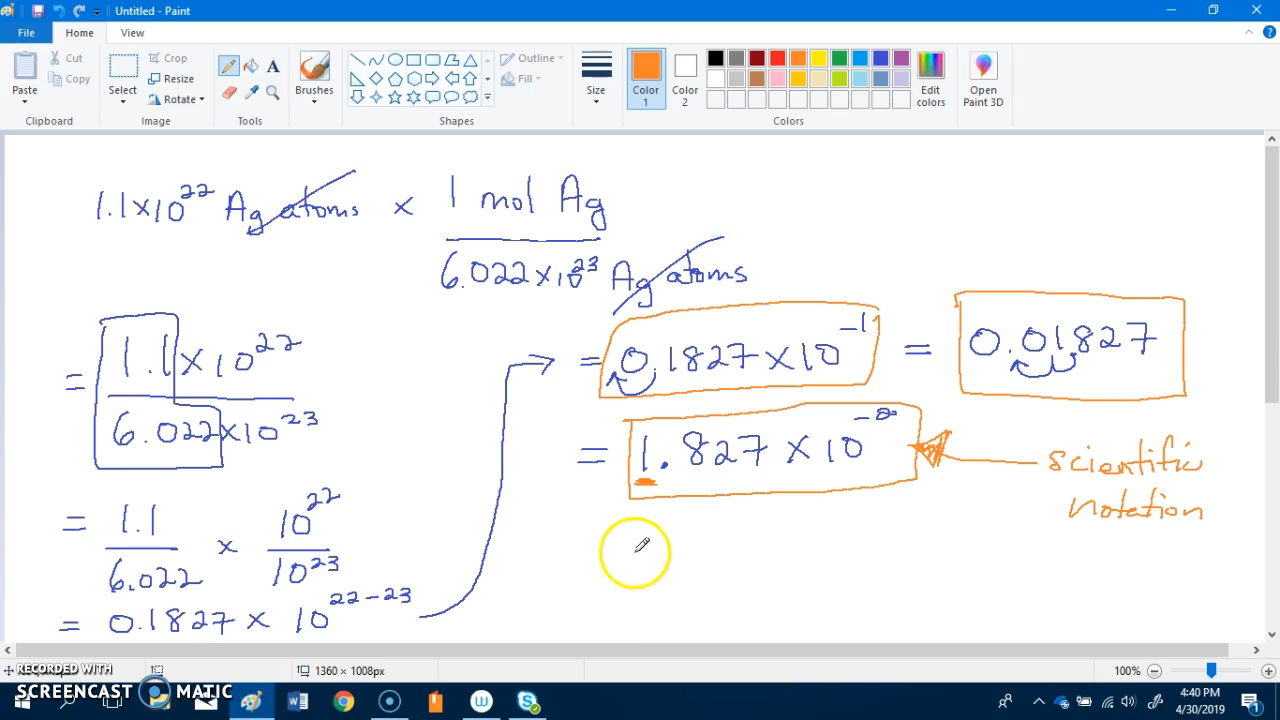 Untitled - Paint
File Home View
Paste Cut Copy Clipboard
Select Crop Resize Rotate Image
Tools
Brushes
Outline Fill Shapes
Size
Color 1 Color 2 Edit colors Colors
Open Paint 3D
1.1×10²² Ag atoms × 1 mol Ag
6.022×10²³ Ag atoms
= 1.1×10²²
6.022×10²³
= 0.1827×10⁻¹ = 0.01827
= 1.827×10⁻² scientific notation
= 1.1 × 10²²
6.022 10²³
= 0.1827 × 10²²⁻²³
1360 × 1008px 100%
RECORDED WITH
SCREENCAST MATIC
4:40 PM
4/30/2019